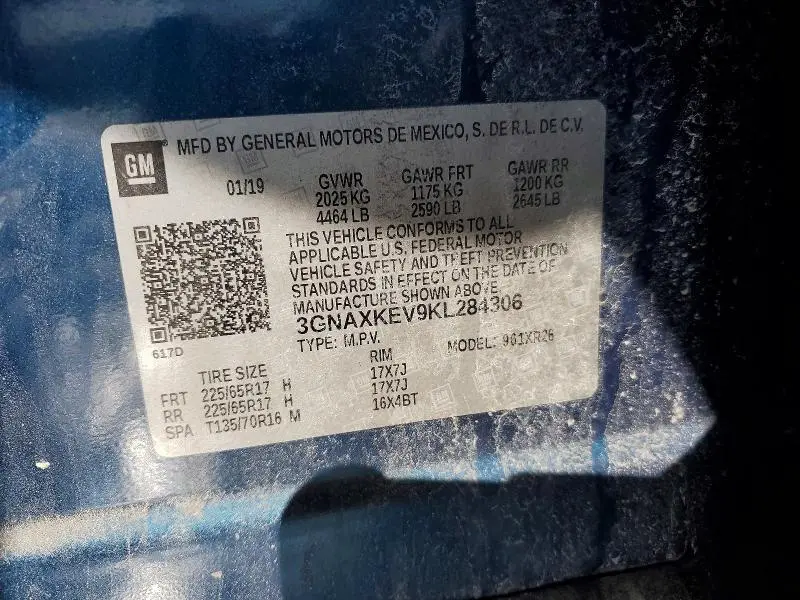 GM
MFD BY GENERAL MOTORS DE MEXICO, S. DE R.L. DE C.V.
01/19 GVWR GAWR FRT GAWR RR
2025 KG 1175 KG 1200 KG
4464 LB 2590 LB 2645 LB
THIS VEHICLE CONFORMS TO ALL
APPLICABLE U.S. FEDERAL MOTOR
VEHICLE SAFETY AND THEFT PREVENTION
STANDARDS IN EFFECT ON THE DATE OF
MANUFACTURE SHOWN ABOVE.
3GNAXKEV9KL284306
617D TYPE: M.P.V. MODEL: 961XR26
TIRE SIZE RIM
FRT 225/65R17 H 17X7J
RR 225/65R17 H 17X7J
SPA T135/70R16 M 16X4BT